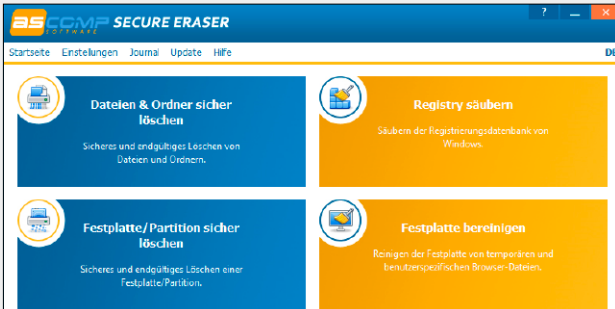 ASCOMP SECURE ERASER
SOFTWARE
? _ ×
Startseite Einstellungen Journal Update Hilfe DE
Dateien & Ordner sicher
löschen
Sicheres und endgültiges Löschen von
Dateien und Ordnern.
Registry säubern
Säubern der Registrierungsdatenbank von
Windows.
Festplatte/Partition sicher
löschen
Sicheres und endgültiges Löschen einer
Festplatte/Partition.
Festplatte bereinigen
Reinigen der Festplatte von temporären und
benutzerspezifischen Browser-Dateien.